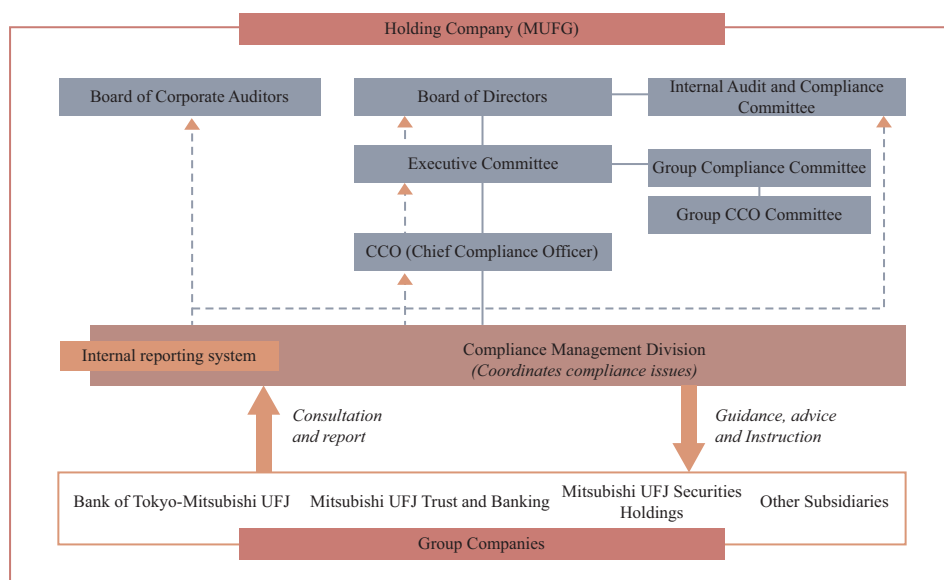 Holding Company (MUFG)
Board of Corporate Auditors
Board of Directors
Internal Audit and Compliance
Committee
Executive Committee
Group Compliance Committee
Group CCO Committee
CCO (Chief Compliance Officer)
Internal reporting system
Compliance Management Division
(Coordinates compliance issues)
Consultation
and report
Guidance, advice
and Instruction
Bank of Tokyo-Mitsubishi UFJ
Mitsubishi UFJ Trust and Banking
Mitsubishi UFJ Securities
Holdings
Other Subsidiaries
Group Companies